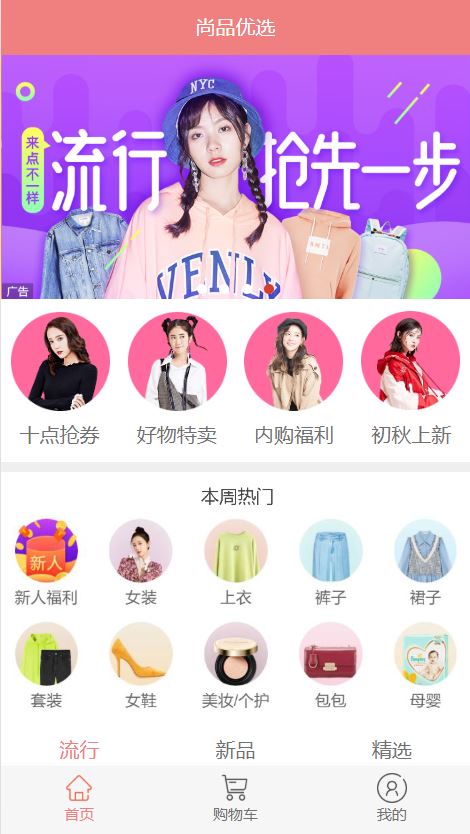 尚品优选
NYC
来点不一样
流行 抢先一步
VENLI
广告
十点抢券 好物特卖 内购福利 初秋上新
本周热门
新人
新人福利 女装 上衣 裤子 裙子
套装 女鞋 美妆/个护 包包 母婴
流行 新品 精选
首页 购物车 我的